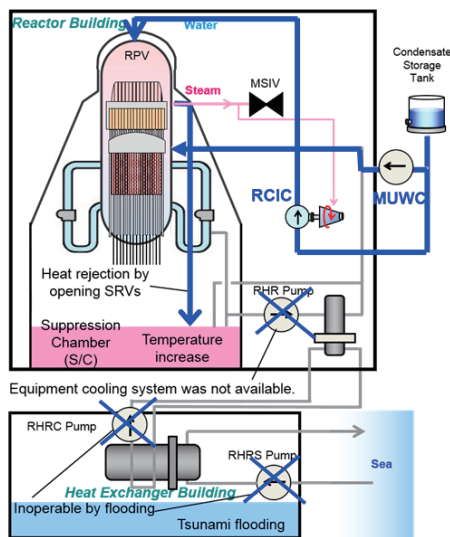 Reactor Building
Water
RPV
Condensate
Storage
Tank
MSIV
Steam
RCIC
MUWC
Heat rejection by
opening SRVs
RHR Pump
Suppression
Chamber
(S/C)
Temperature
increase
Equipment cooling system was not available.
RHRC Pump
RHRS Pump
Sea
Heat Exchanger Building
Inoperable by flooding
Tsunami flooding